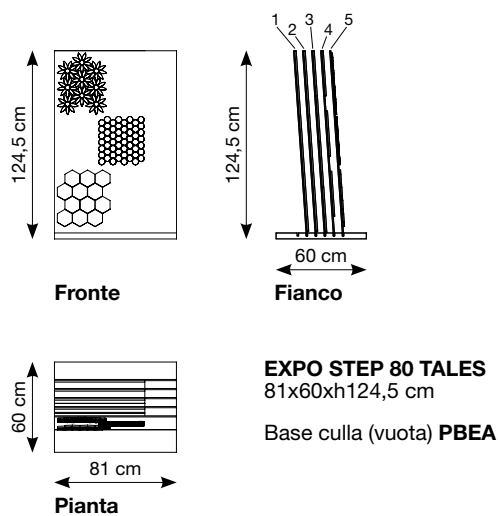 1
2
3
4
5
124,5 cm
124,5 cm
60 cm
Fronte
Fianco
60 cm
81 cm
Pianta
EXPO STEP 80 TALES
81x60xh124,5 cm
Base culla (vuota) PBEA